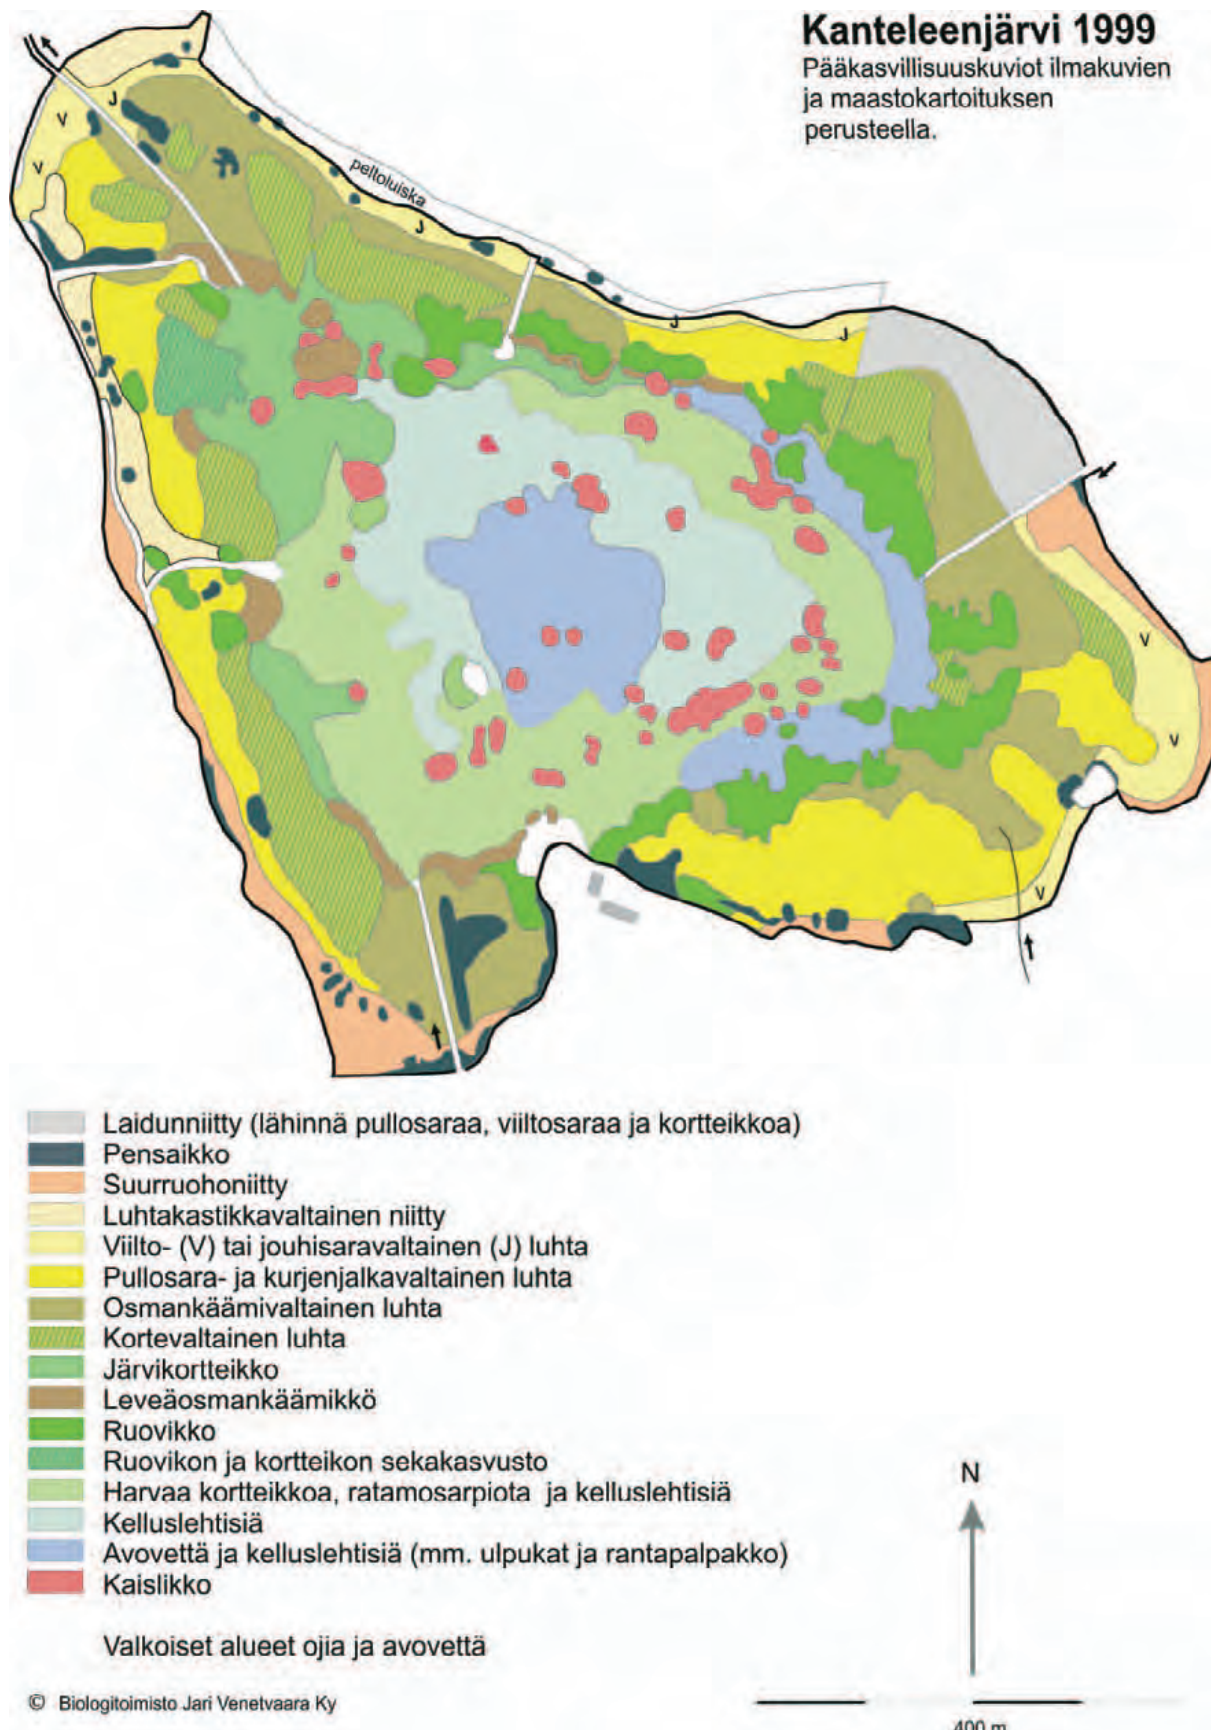 Kanteleenjärvi 1999
Pääkasvillisuuskuviot ilmakuvien
ja maastokartoituksen
perusteella.
J
V
V
peltoluiska
J
J
J
V
V
V
Laidunniitty (lähinnä pullosaraa, viiltosaraa ja kortteikkoa)
Pensaikko
Suurruohoniitty
Luhtakastikkavaltainen niitty
Viilto- (V) tai jouhisaravaltainen (J) luhta
Pullosara- ja kurjenjalkavaltainen luhta
Osmankäämivaltainen luhta
Kortevaltainen luhta
Järvikortteikko
Leveäosmankäämikkö
Ruovikko
Ruovikon ja kortteikon sekakasvusto
Harvaa kortteikkoa, ratamosarpiota ja kelluslehtisiä
Kelluslehtisiä
Avovettä ja kelluslehtisiä (mm. ulpukat ja rantapalpakko)
Kaislikko
Valkoiset alueet ojia ja avovettä
N
© Biologitoimisto Jari Venetvaara Ky
400 m